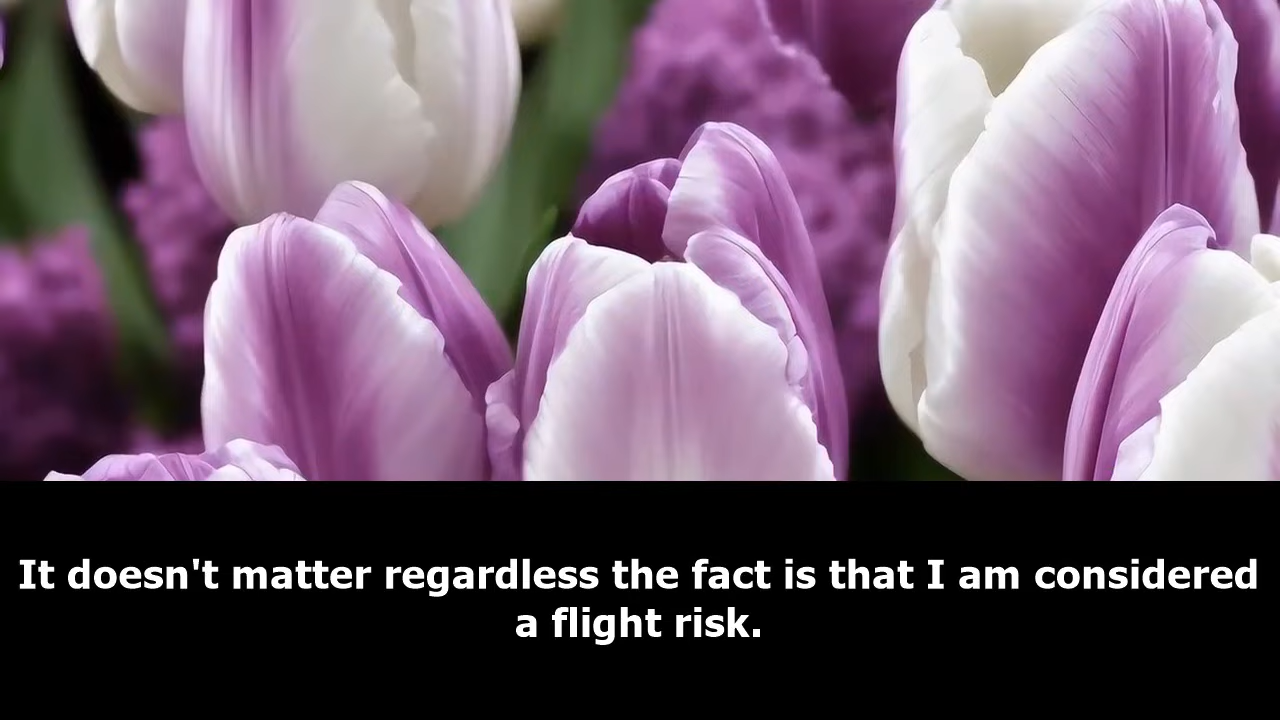 It doesn't matter regardless the fact is that I am considered
a flight risk.